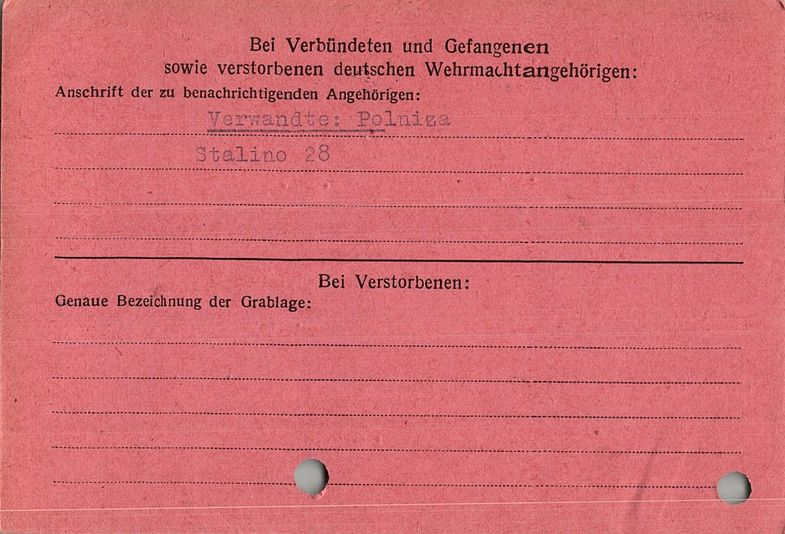 Bei Verbündeten und Gefangenen
sowie verstorbenen deutschen Wehrmachtangehörigen:
Anschrift der zu benachrichtigenden Angehörigen:
Verwandte: Polniza
Stalino 28
Bei Verstorbenen:
Genaue Bezeichnung der Grablage: